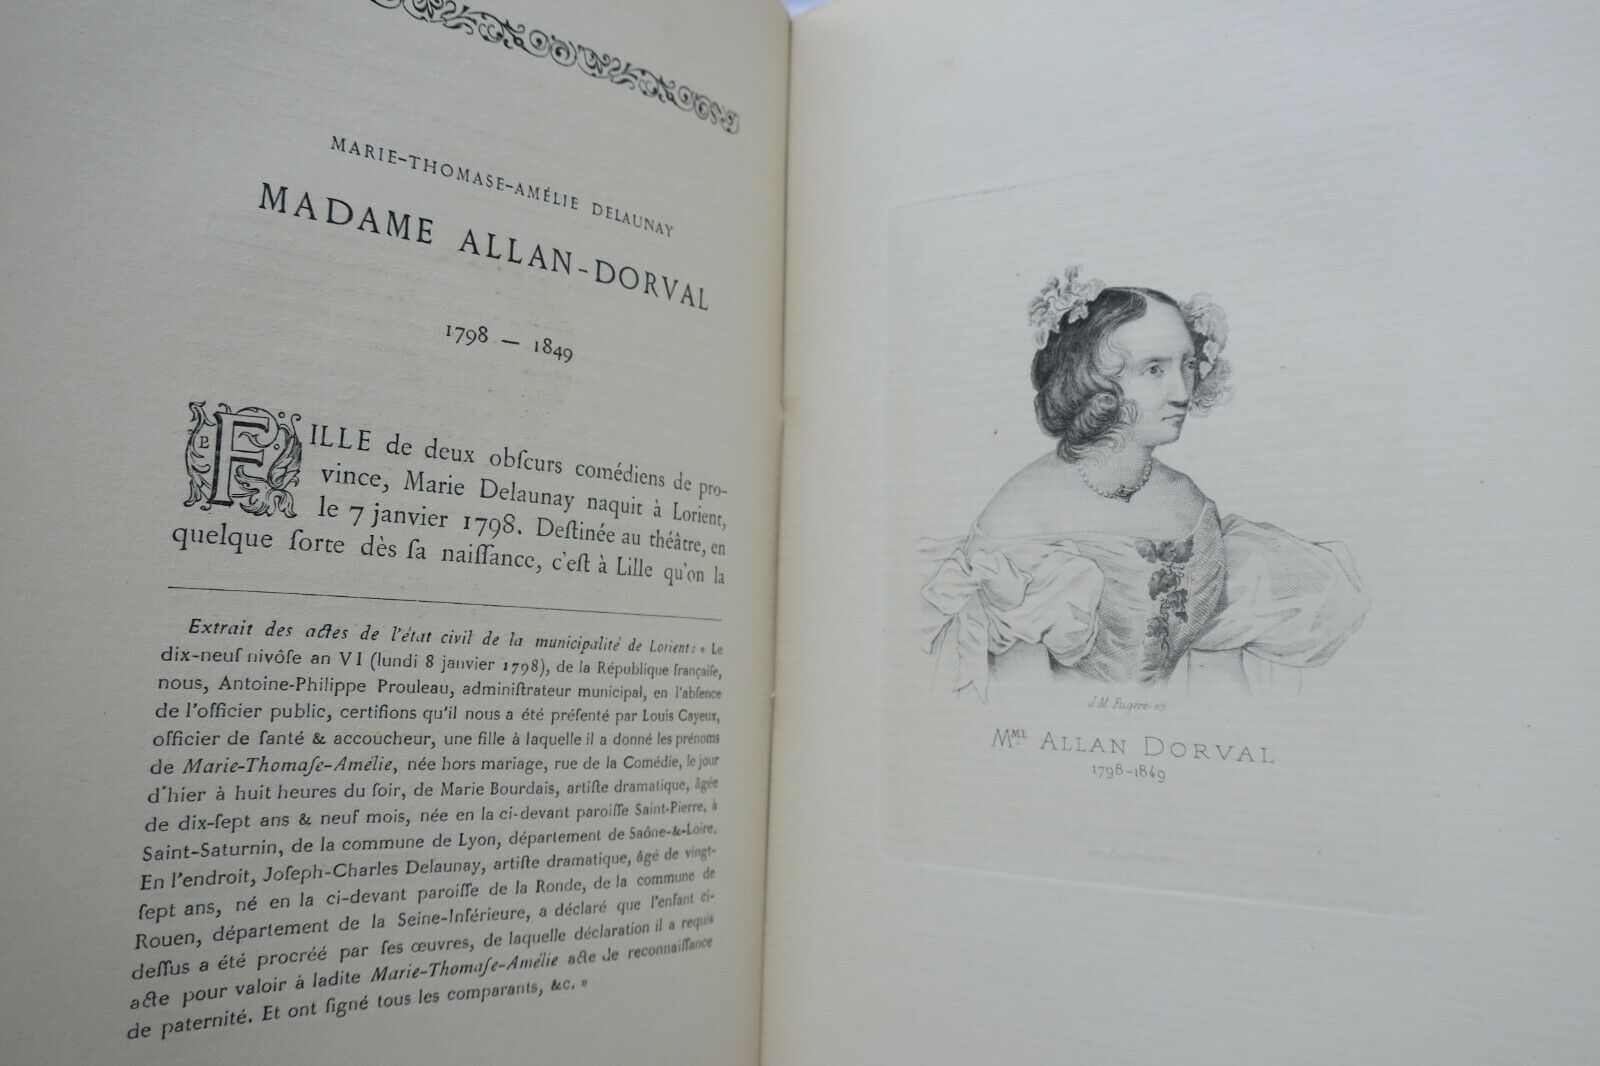 MARIE-THOMASE-AMÉLIE DELAUNAY
MADAME ALLAN-DORVAL
1798 — 1849
FILLE de deux obſcurs comédiens de pro-
vince, Marie Delaunay naquit à Lorient,
le 7 janvier 1798. Deſtinée au théâtre, en
quelque ſorte dès ſa naiſſance, c'eſt à Lille qu'on la
Extrait des actes de l'état civil de la municipalité de Lorient: « Le
dix-neuf nivôſe an VI (lundi 8 janvier 1798), de la République françaiſe,
nous, Antoine-Philippe Prouleau, adminiſtrateur municipal, en l'abſence
de l'officier public, certifions qu'il nous a été préſenté par Louis Cayeux,
officier de ſanté & accoucheur, une fille à laquelle il a donné les prénoms
de Marie-Thomaſe-Amélie, née hors mariage, rue de la Comédie, le jour
d'hier à huit heures du ſoir, de Marie Bourdais, artiſte dramatique, âgée
de dix-ſept ans & neuf mois, née en la ci-devant paroiſſe Saint-Pierre, à
Saint-Saturnin, de la commune de Lyon, département de Saône-&-Loire.
En l'endroit, Joſeph-Charles Delaunay, artiſte dramatique, âgé de vingt-
ſept ans, né en la ci-devant paroiſſe de la Ronde, de la commune de
Rouen, département de la Seine-Inférieure, a déclaré que l'enfant ci-
deſſus a été procréé par ſes œuvres, de laquelle déclaration il a requis
acte pour valoir à ladite Marie-Thomaſe-Amélie acte de reconnaiſſance
de paternité. Et ont ſigné tous les comparants, &c. »
J.M. Fugère sc.
MME ALLAN DORVAL
1798-1849